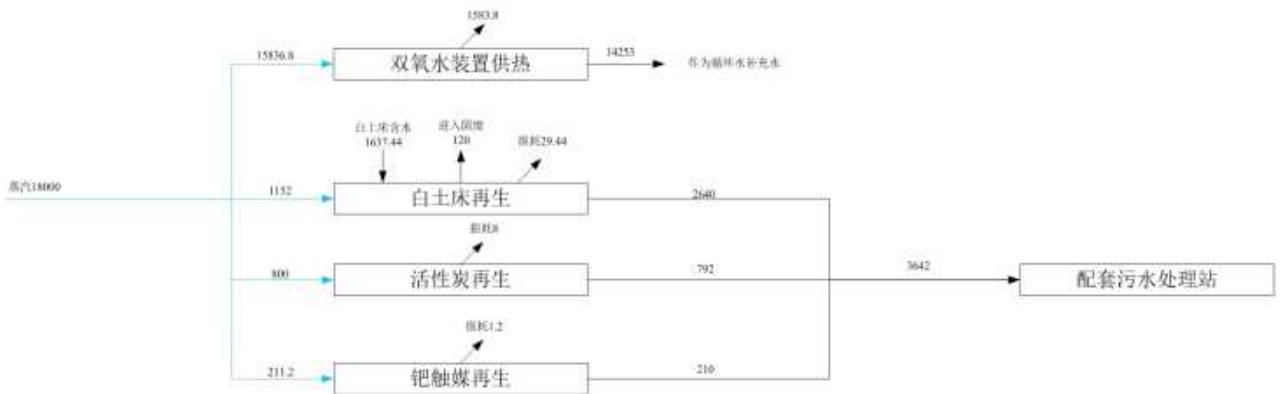 1583.8
15836.8
双氧水装置供热
14253
作为循环水补充水
白土床含水
1637.44
进入固废
120
损耗29.44
蒸汽18000
1152
白土床再生
2640
损耗8
800
活性炭再生
792
3642
配套污水处理站
损耗1.2
211.2
钯触媒再生
210